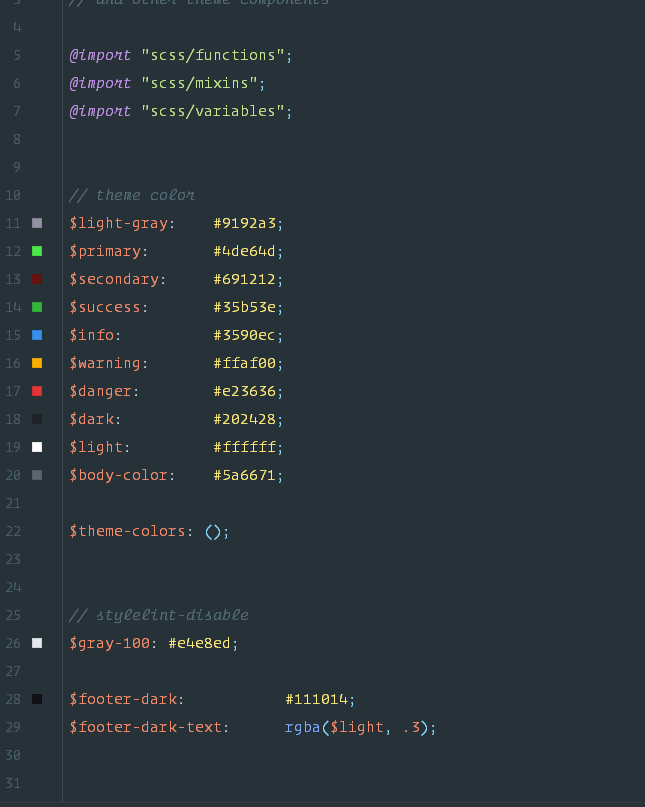 3 // and other theme components
4
5 @import "scss/functions";
6 @import "scss/mixins";
7 @import "scss/variables";
8
9
10 // theme color
11 $light-gray: #9192a3;
12 $primary: #4de64d;
13 $secondary: #691212;
14 $success: #35b53e;
15 $info: #3590ec;
16 $warning: #ffaf00;
17 $danger: #e23636;
18 $dark: #202428;
19 $light: #ffffff;
20 $body-color: #5a6671;
21
22 $theme-colors: ();
23
24
25 // stylelint-disable
26 $gray-100: #e4e8ed;
27
28 $footer-dark: #111014;
29 $footer-dark-text: rgba($light, .3);
30
31